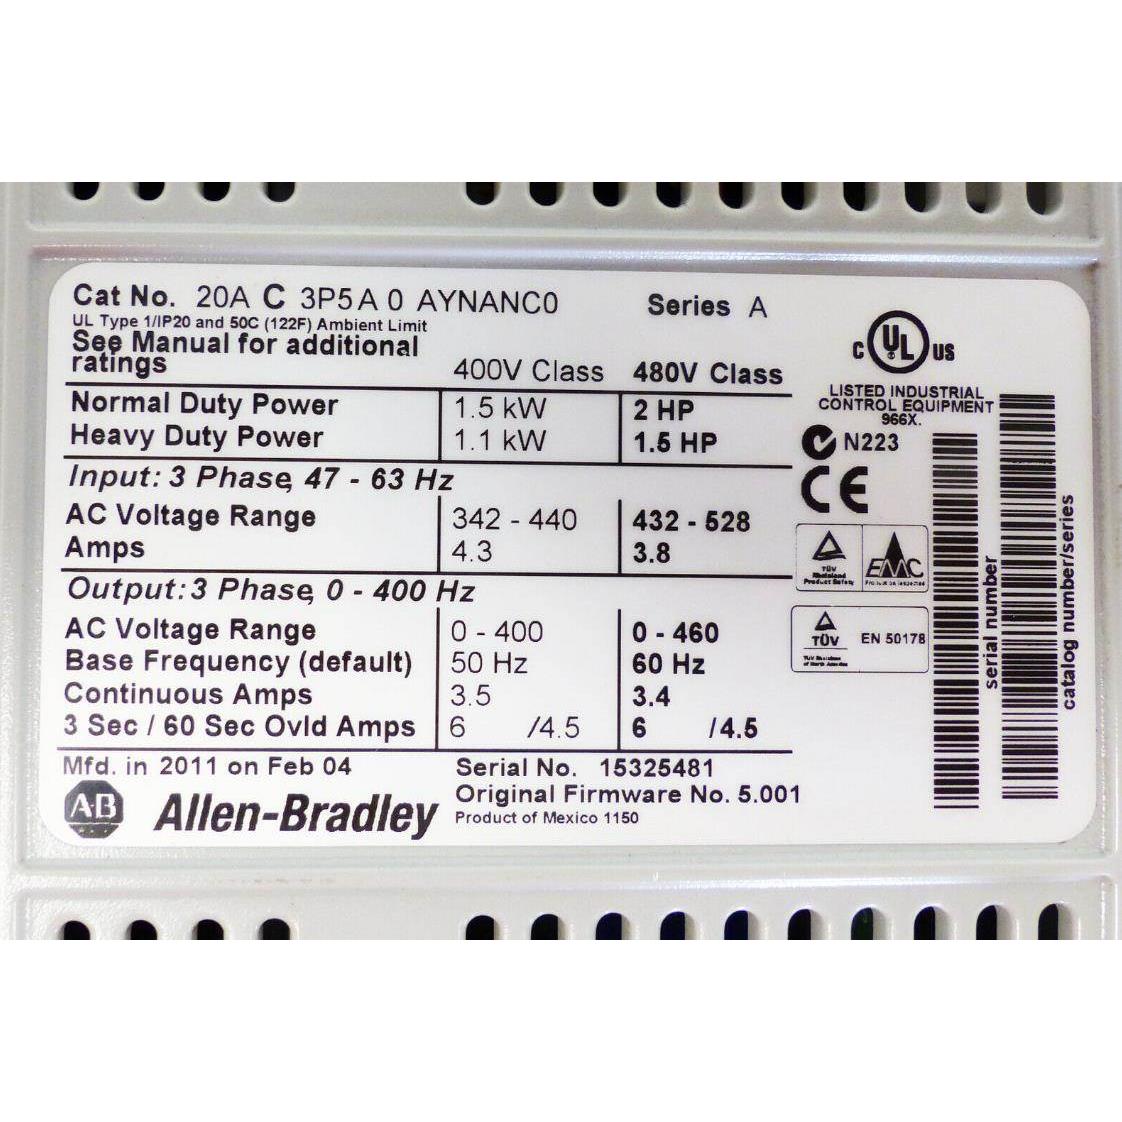 Cat No. 20A C 3P5 A 0 AYNANC0 Series A
UL Type 1/IP20 and 50C (122F) Ambient Limit
See Manual for additional
ratings
400V Class 480V Class
Normal Duty Power 1.5 kW 2 HP
Heavy Duty Power 1.1 kW 1.5 HP
Input: 3 Phase, 47 - 63 Hz
AC Voltage Range 342 - 440 432 - 528
Amps 4.3 3.8
Output: 3 Phase, 0 - 400 Hz
AC Voltage Range 0 - 400 0 - 460
Base Frequency (default) 50 Hz 60 Hz
Continuous Amps 3.5 3.4
3 Sec / 60 Sec Ovld Amps 6 /4.5 6 /4.5
Mfd. in 2011 on Feb 04 Serial No. 15325481
Original Firmware No. 5.001
Product of Mexico 1150
A-B Allen-Bradley
C UL US
LISTED INDUSTRIAL
CONTROL EQUIPMENT
966X.
N223
CE
TÜV
Rheinland
Product Safety
EMC
TÜV EN 50178
serial number
catalog number/series